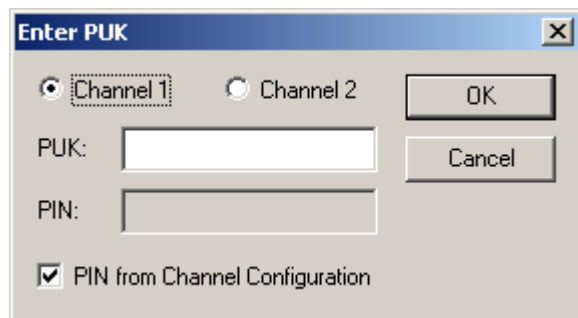 Enter PUK
Channel 1 Channel 2 OK
PUK:
Cancel
PIN:
PIN from Channel Configuration